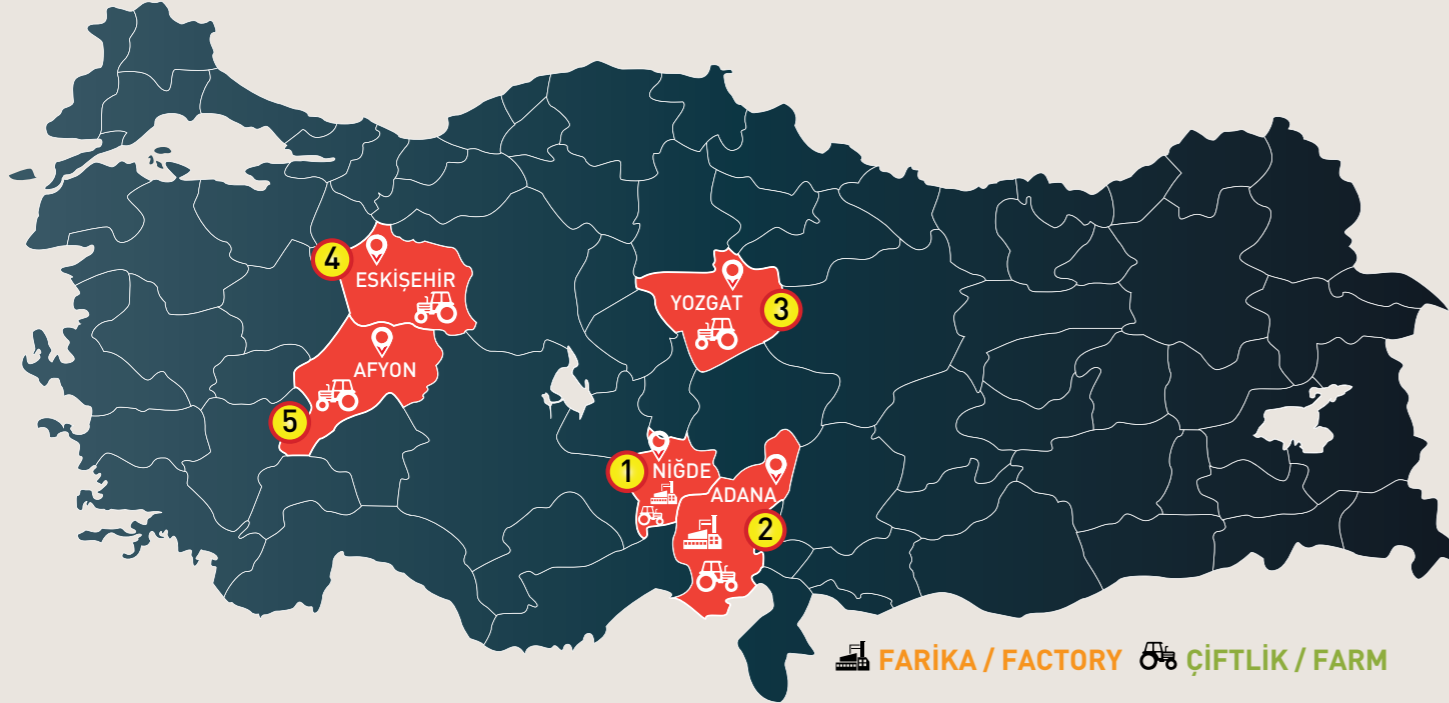 4
ESKİŞEHİR
YOZGAT
3
AFYON
5
1
NİĞDE
ADANA
2
FARİKA / FACTORY
ÇİFTLİK / FARM